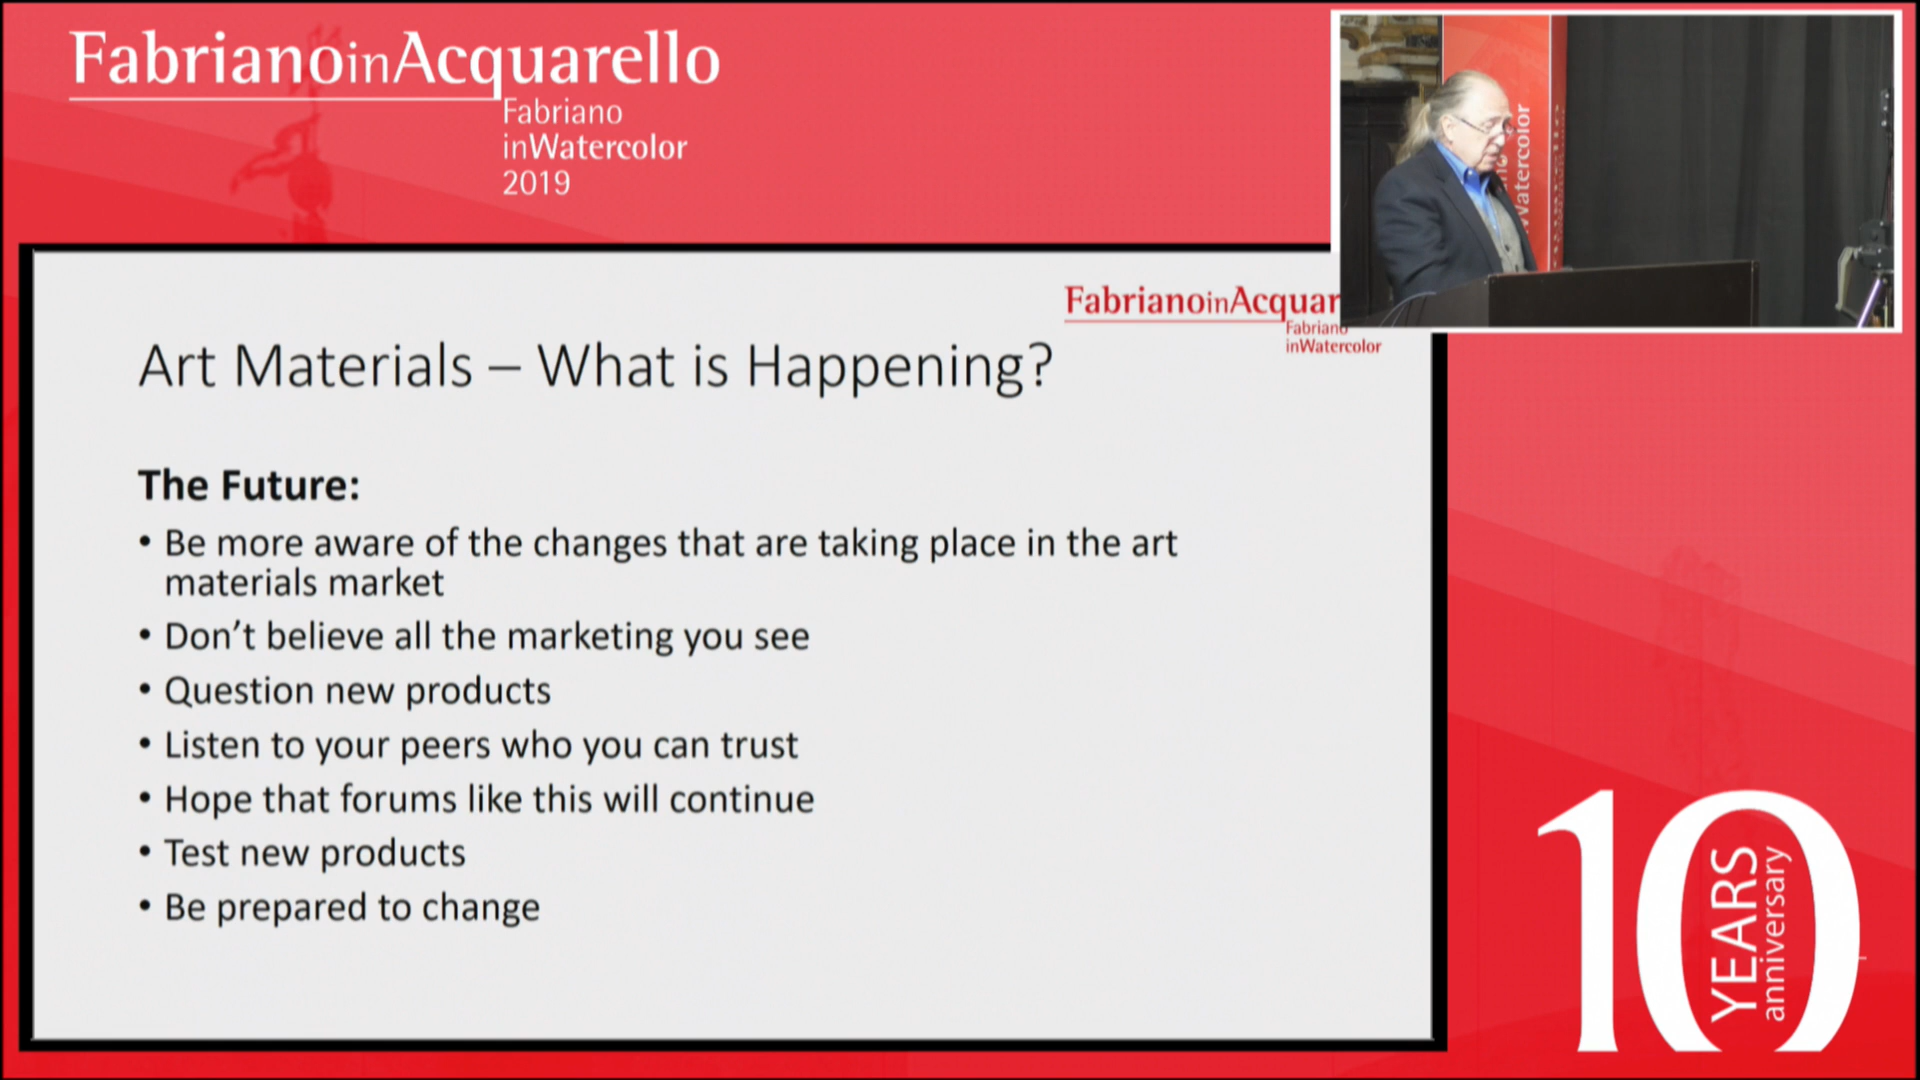 FabrianoinAcquarello
Fabriano
inWatercolor
2019
Watercolor
FabrianoinAcquar
Fabriano
inWatercolor
Art Materials – What is Happening?
The Future:
• Be more aware of the changes that are taking place in the art
materials market
• Don’t believe all the marketing you see
• Question new products
• Listen to your peers who you can trust
• Hope that forums like this will continue
• Test new products
• Be prepared to change
10
YEARS
anniversary